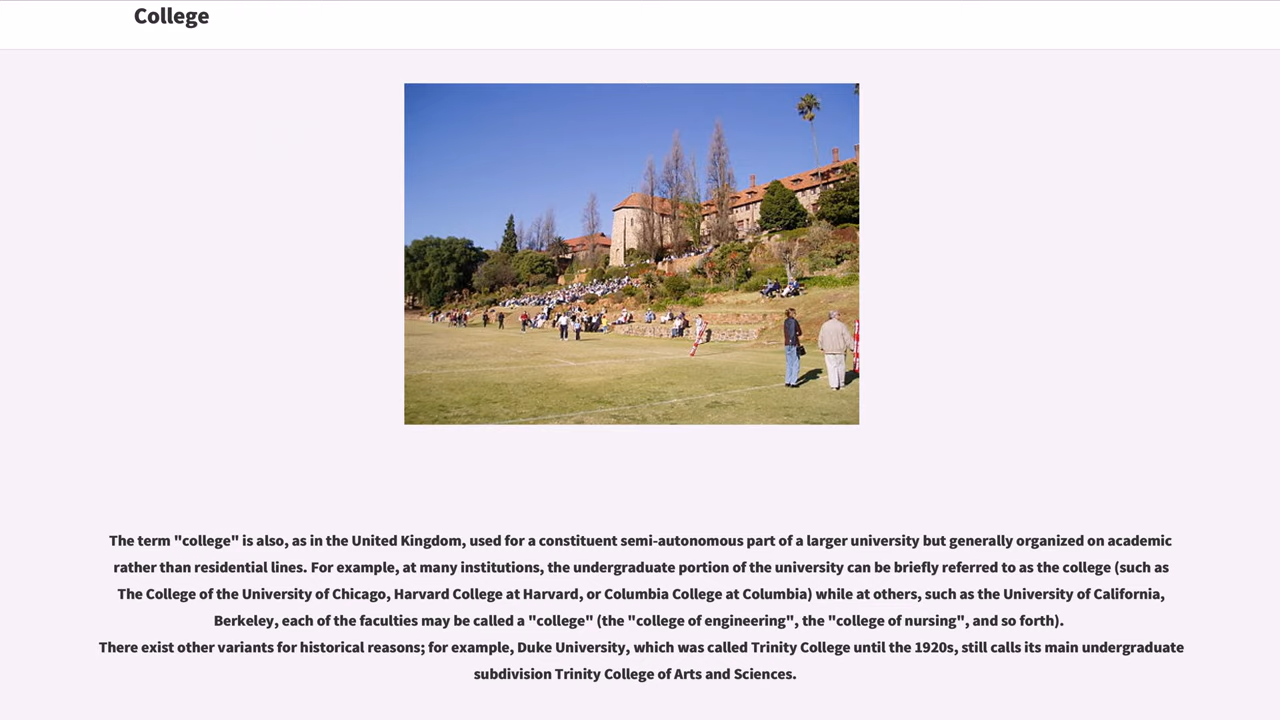 College
The term "college" is also, as in the United Kingdom, used for a constituent semi-autonomous part of a larger university but generally organized on academic
rather than residential lines. For example, at many institutions, the undergraduate portion of the university can be briefly referred to as the college (such as
The College of the University of Chicago, Harvard College at Harvard, or Columbia College at Columbia) while at others, such as the University of California,
Berkeley, each of the faculties may be called a "college" (the "college of engineering", the "college of nursing", and so forth).
There exist other variants for historical reasons; for example, Duke University, which was called Trinity College until the 1920s, still calls its main undergraduate
subdivision Trinity College of Arts and Sciences.